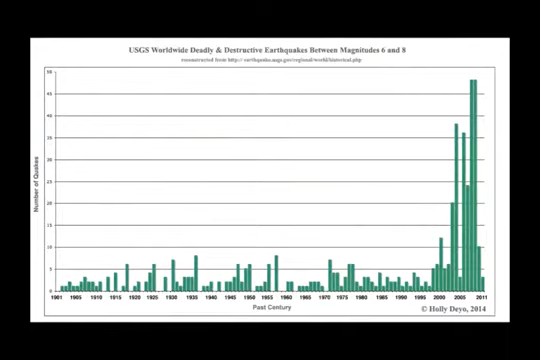 USGS Worldwide Deadly & Destructive Earthquakes Between Magnitudes 6 and 8
reconstructed from http://earthquake.usgs.gov/regional/world/historical.php
Number of Quakes
50
45
40
35
30
25
20
15
10
5
0
1901 1905 1910 1915 1920 1925 1930 1935 1940 1945 1950 1955 1960 1965 1970 1975 1980 1985 1990 1995 2000 2005 2011
Past Century
© Holly Deyo, 2014